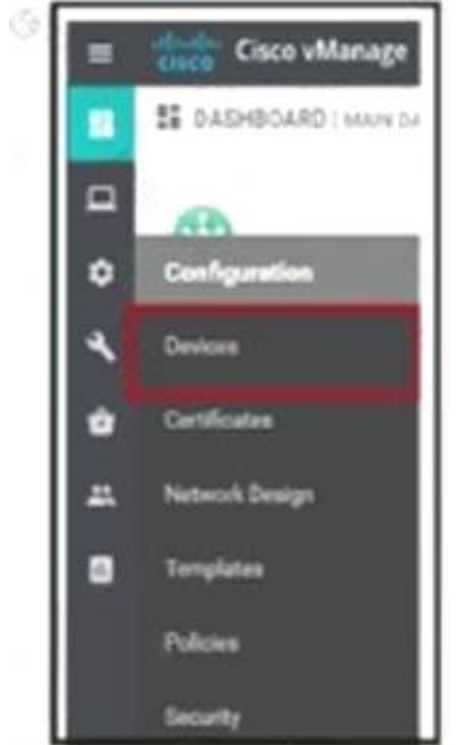 CISCO Cisco vManage
DASHBOARD | MAIN DA
Configuration
Devices
Certificates
Network Design
Templates
Policies
Security